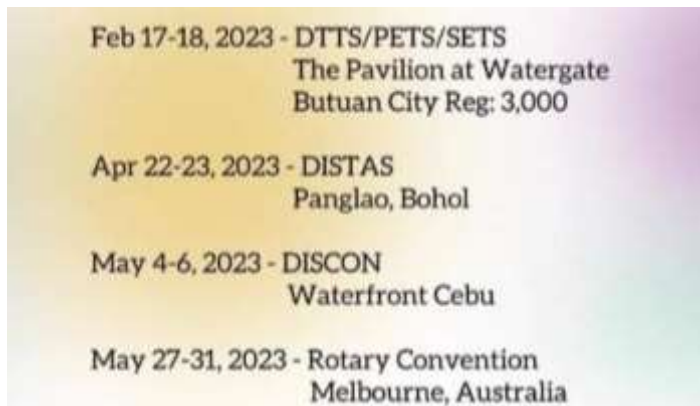 Feb 17-18, 2023 - DTTS/PETS/SETS
The Pavilion at Watergate
Butuan City Reg: 3,000
Apr 22-23, 2023 - DISTAS
Panglao, Bohol
May 4-6, 2023 - DISCON
Waterfront Cebu
May 27-31, 2023 - Rotary Convention
Melbourne, Australia